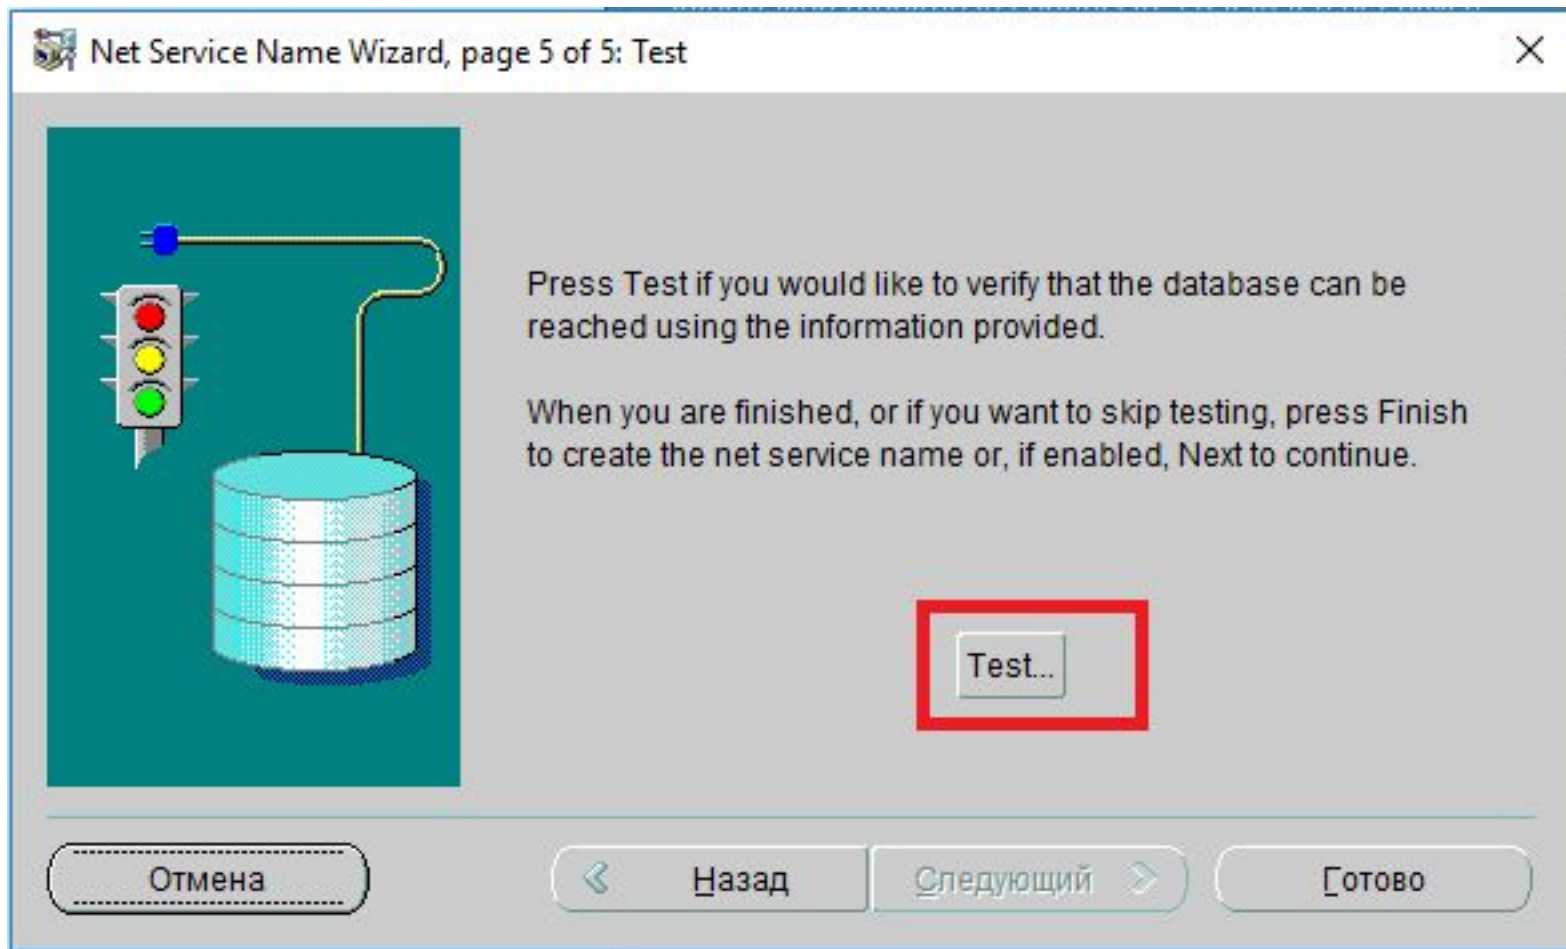 Net Service Name Wizard, page 5 of 5: Test
Press Test if you would like to verify that the database can be
reached using the information provided.
When you are finished, or if you want to skip testing, press Finish
to create the net service name or, if enabled, Next to continue.
Test...
Отмена
Назад
Следующий
Готово